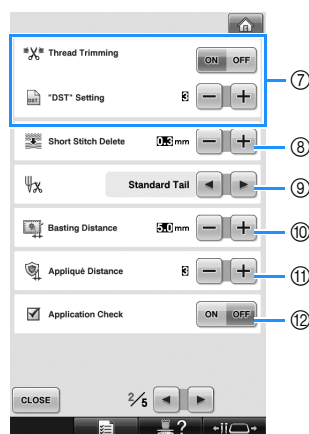 Thread Trimming
ON OFF
⑦
DST "DST" Setting 3 − +
Short Stitch Delete 0.3 mm − +
⑧
Standard Tail
⑨
Basting Distance 5.0 mm − +
⑩
Appliqué Distance 3 − +
⑪
Application Check ON OFF
⑫
CLOSE 2/5
?